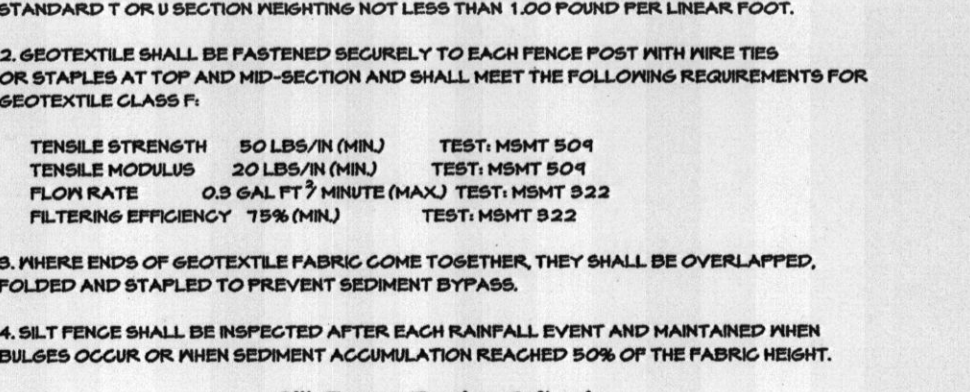 STANDARD T OR U SECTION WEIGHTING NOT LESS THAN 1.00 POUND PER LINEAR FOOT.
2. GEOTEXTILE SHALL BE FASTENED SECURELY TO EACH FENCE POST WITH WIRE TIES
OR STAPLES AT TOP AND MID-SECTION AND SHALL MEET THE FOLLOWING REQUIREMENTS FOR
GEOTEXTILE CLASS F:
TENSILE STRENGTH 50 LBS/IN (MIN.) TEST: MSMT 509
TENSILE MODULUS 20 LBS/IN (MIN.) TEST: MSMT 509
FLOW RATE 0.3 GAL FT ²/ MINUTE (MAX.) TEST: MSMT 322
FILTERING EFFICIENCY 75% (MIN.) TEST: MSMT 322
3. WHERE ENDS OF GEOTEXTILE FABRIC COME TOGETHER, THEY SHALL BE OVERLAPPED,
FOLDED AND STAPLED TO PREVENT SEDIMENT BYPASS.
4. SILT FENCE SHALL BE INSPECTED AFTER EACH RAINFALL EVENT AND MAINTAINED WHEN
BULGES OCCUR OR WHEN SEDIMENT ACCUMULATION REACHED 50% OF THE FABRIC HEIGHT.